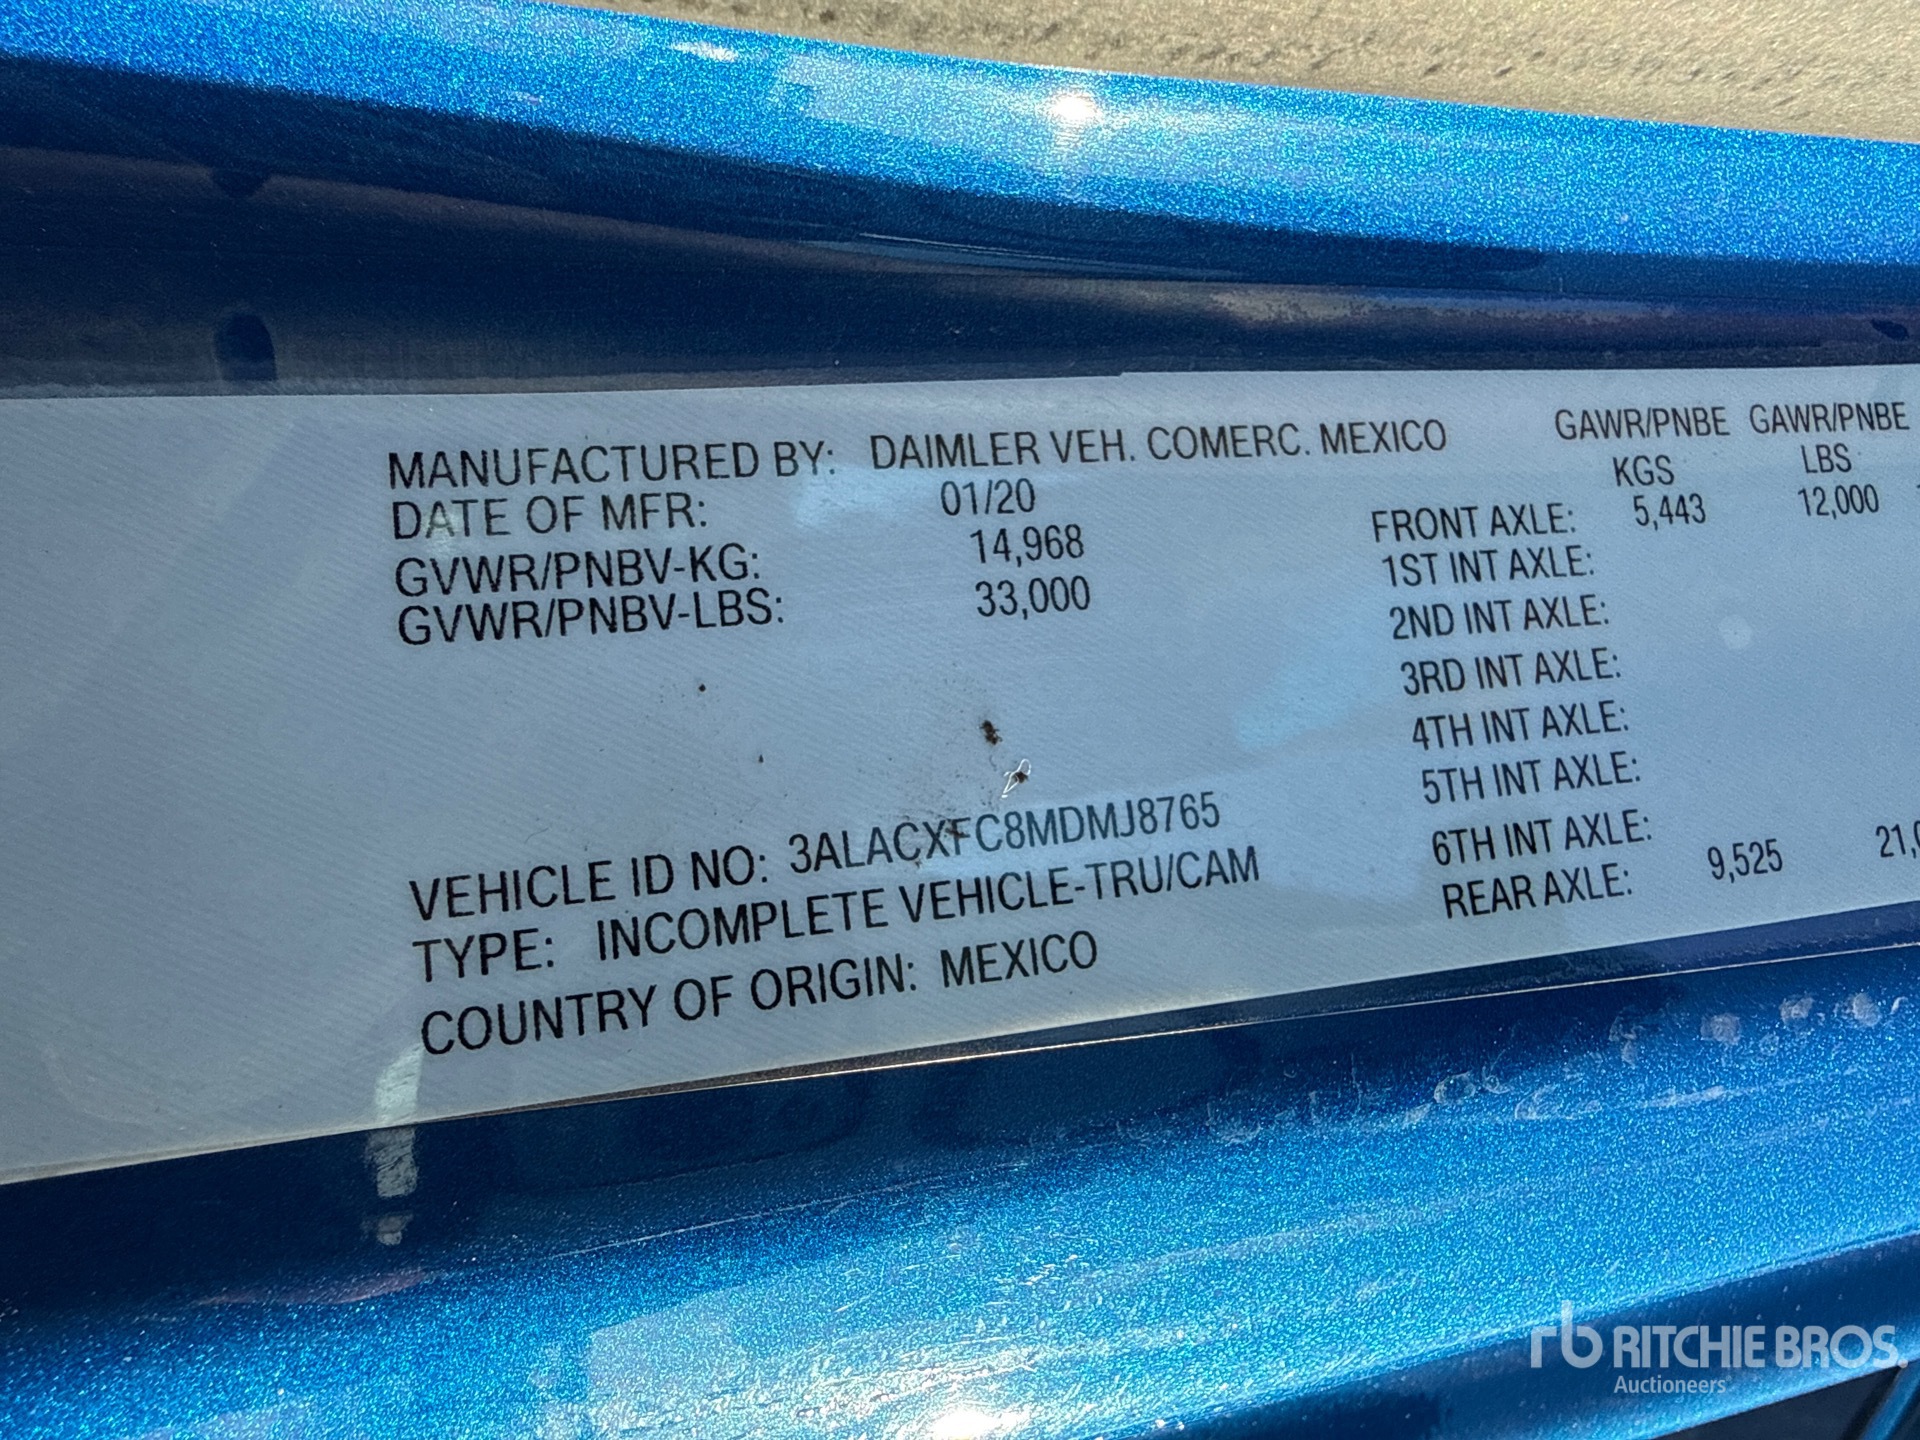 MANUFACTURED BY: DAIMLER VEH. COMERC. MEXICO
DATE OF MFR: 01/20
GVWR/PNBV-KG: 14,968
GVWR/PNBV-LBS: 33,000
VEHICLE ID NO: 3ALACXFC8MDMJ8765
TYPE: INCOMPLETE VEHICLE-TRU/CAM
COUNTRY OF ORIGIN: MEXICO
GAWR/PNBE GAWR/PNBE
KGS LBS
FRONT AXLE: 5,443 12,000
1ST INT AXLE:
2ND INT AXLE:
3RD INT AXLE:
4TH INT AXLE:
5TH INT AXLE:
6TH INT AXLE:
REAR AXLE: 9,525
rb RITCHIE BROS.
Auctioneers